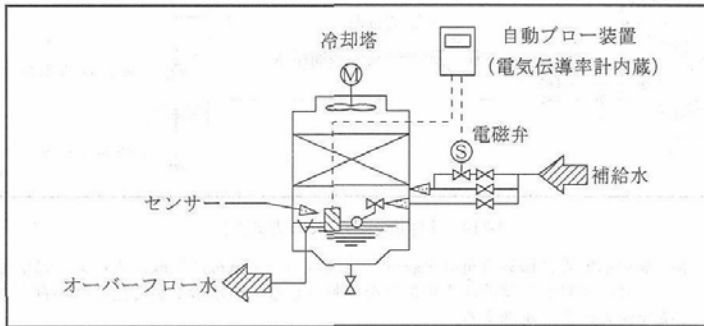 冷却塔
自動ブロー装置
(電気伝導率計内蔵)
M
電磁弁
S
補給水
センサー
オーバーフロー水